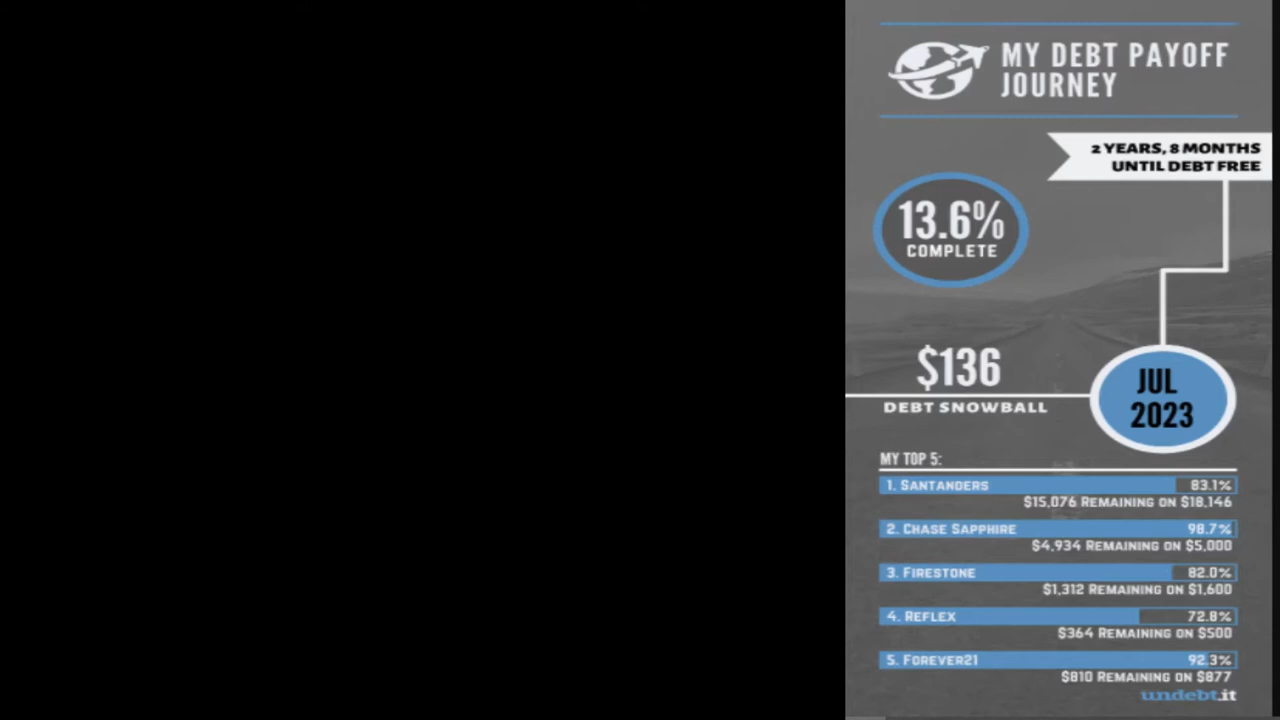 MY DEBT PAYOFF
JOURNEY
2 YEARS, 8 MONTHS
UNTIL DEBT FREE
13.6%
COMPLETE
$136
DEBT SNOWBALL
JUL
2023
MY TOP 5:
1. SANTANDERS 83.1%
$15,076 REMAINING ON $18,146
2. CHASE SAPPHIRE 98.7%
$4,934 REMAINING ON $5,000
3. FIRESTONE 82.0%
$1,312 REMAINING ON $1,600
4. REFLEX 72.8%
$364 REMAINING ON $500
5. FOREVER21 92.3%
$810 REMAINING ON $877
undebt.it